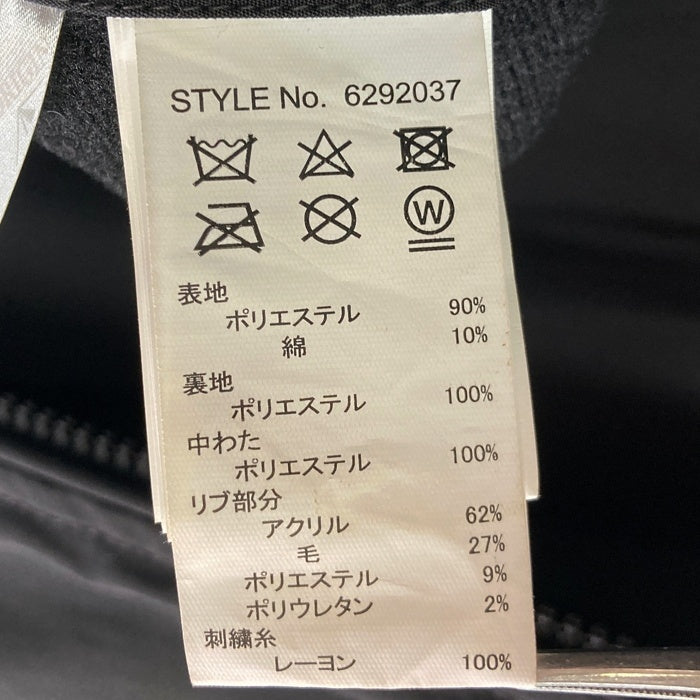 STYLE No. 6292037
W
表地
ポリエステル 90%
綿 10%
裏地
ポリエステル 100%
中わた
ポリエステル 100%
リブ部分
アクリル 62%
毛 27%
ポリエステル 9%
ポリウレタン 2%
刺繍糸
レーヨン 100%